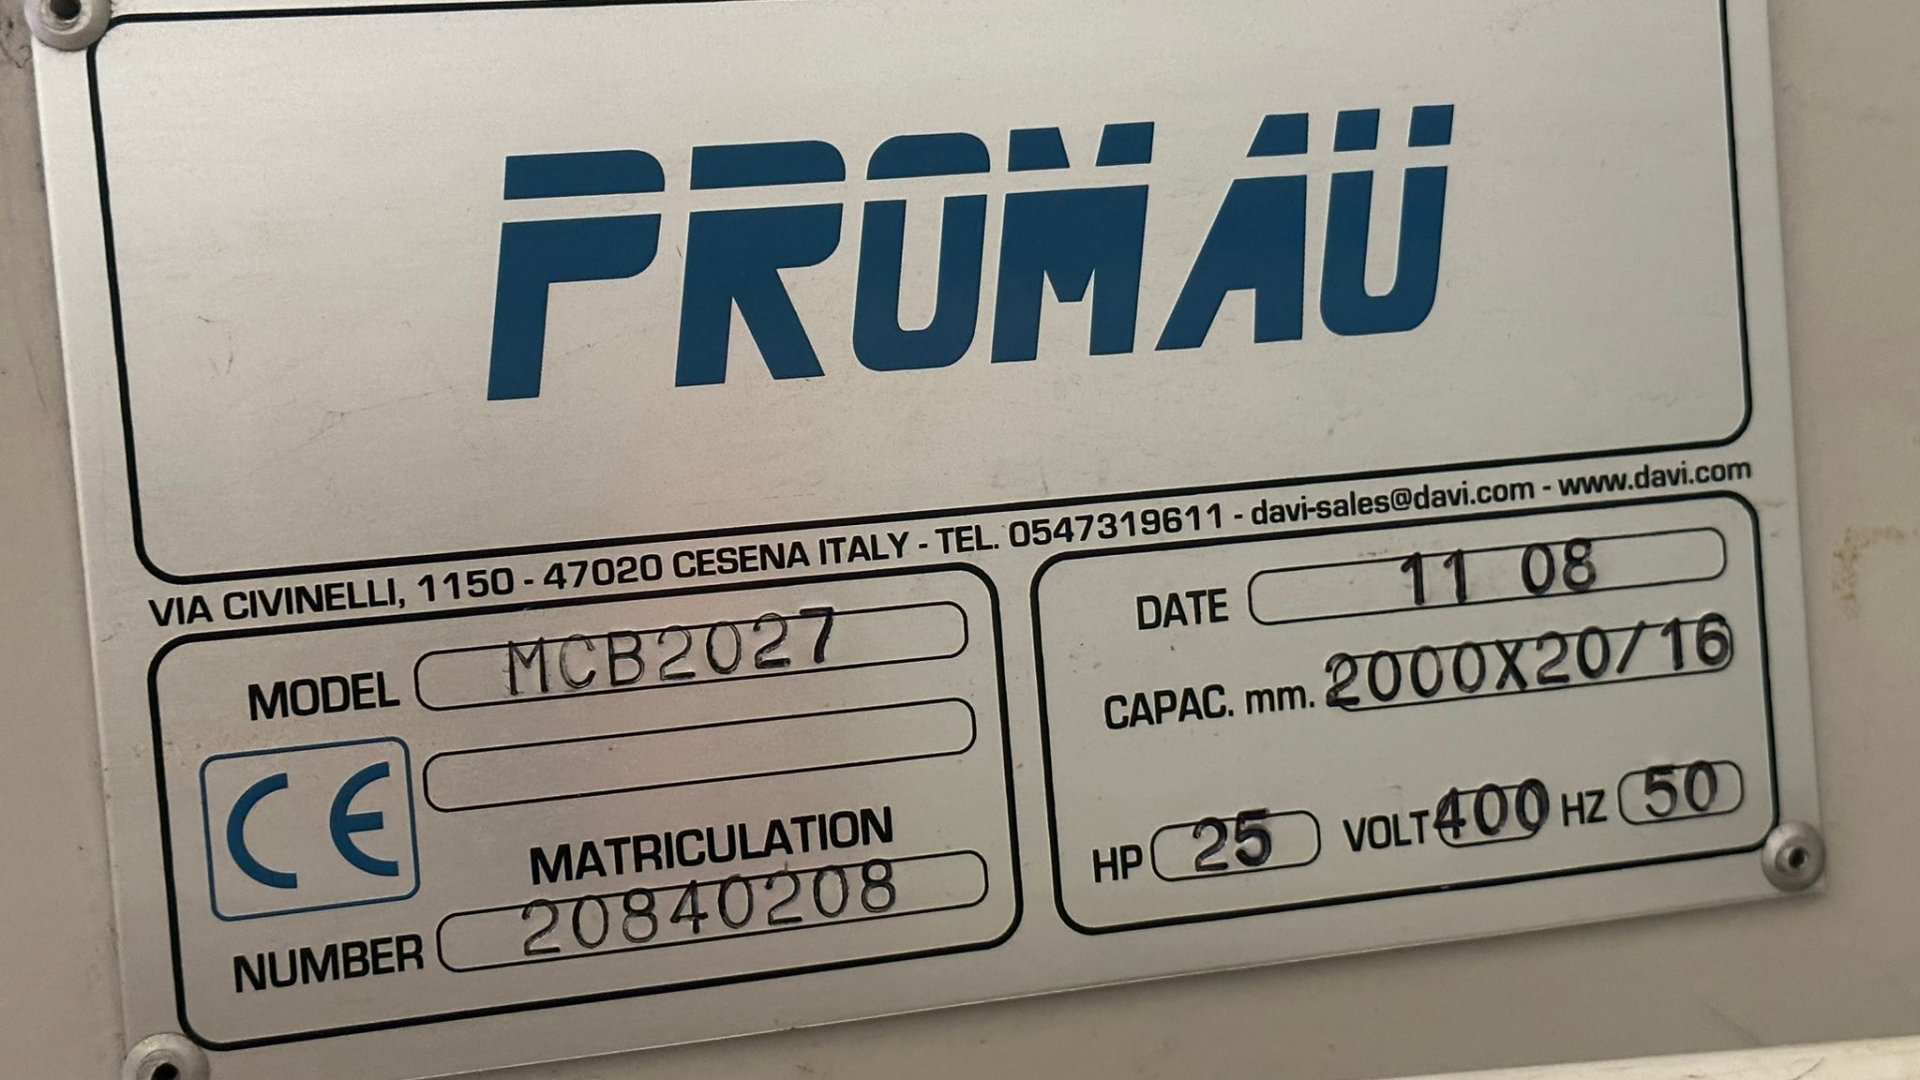 PROMAU
VIA CIVINELLI, 1150 - 47020 CESENA ITALY - TEL. 0547319611 - davi-sales@davi.com - www.davi.com
MODEL MCB2027
CE
MATRICULATION
NUMBER 20840208
DATE 11 08
CAPAC. mm. 2000X20/16
HP 25 VOLT 400 HZ 50